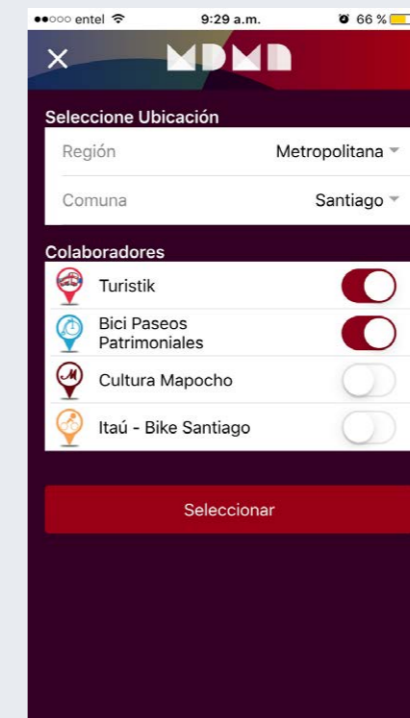 entel 9:29 a.m. 66 %
MDMD
Seleccione Ubicación
Región Metropolitana
Comuna Santiago
Colaboradores
Turistik
Bici Paseos
Patrimoniales
M Cultura Mapocho
Itaú - Bike Santiago
Seleccionar